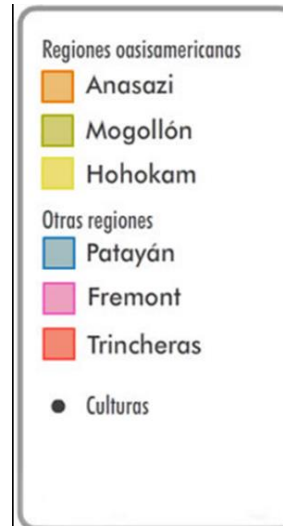 Regiones oasisamericanas
Anasazi
Mogollón
Hohokam
Otras regiones
Patayán
Fremont
Trincheras
Culturas